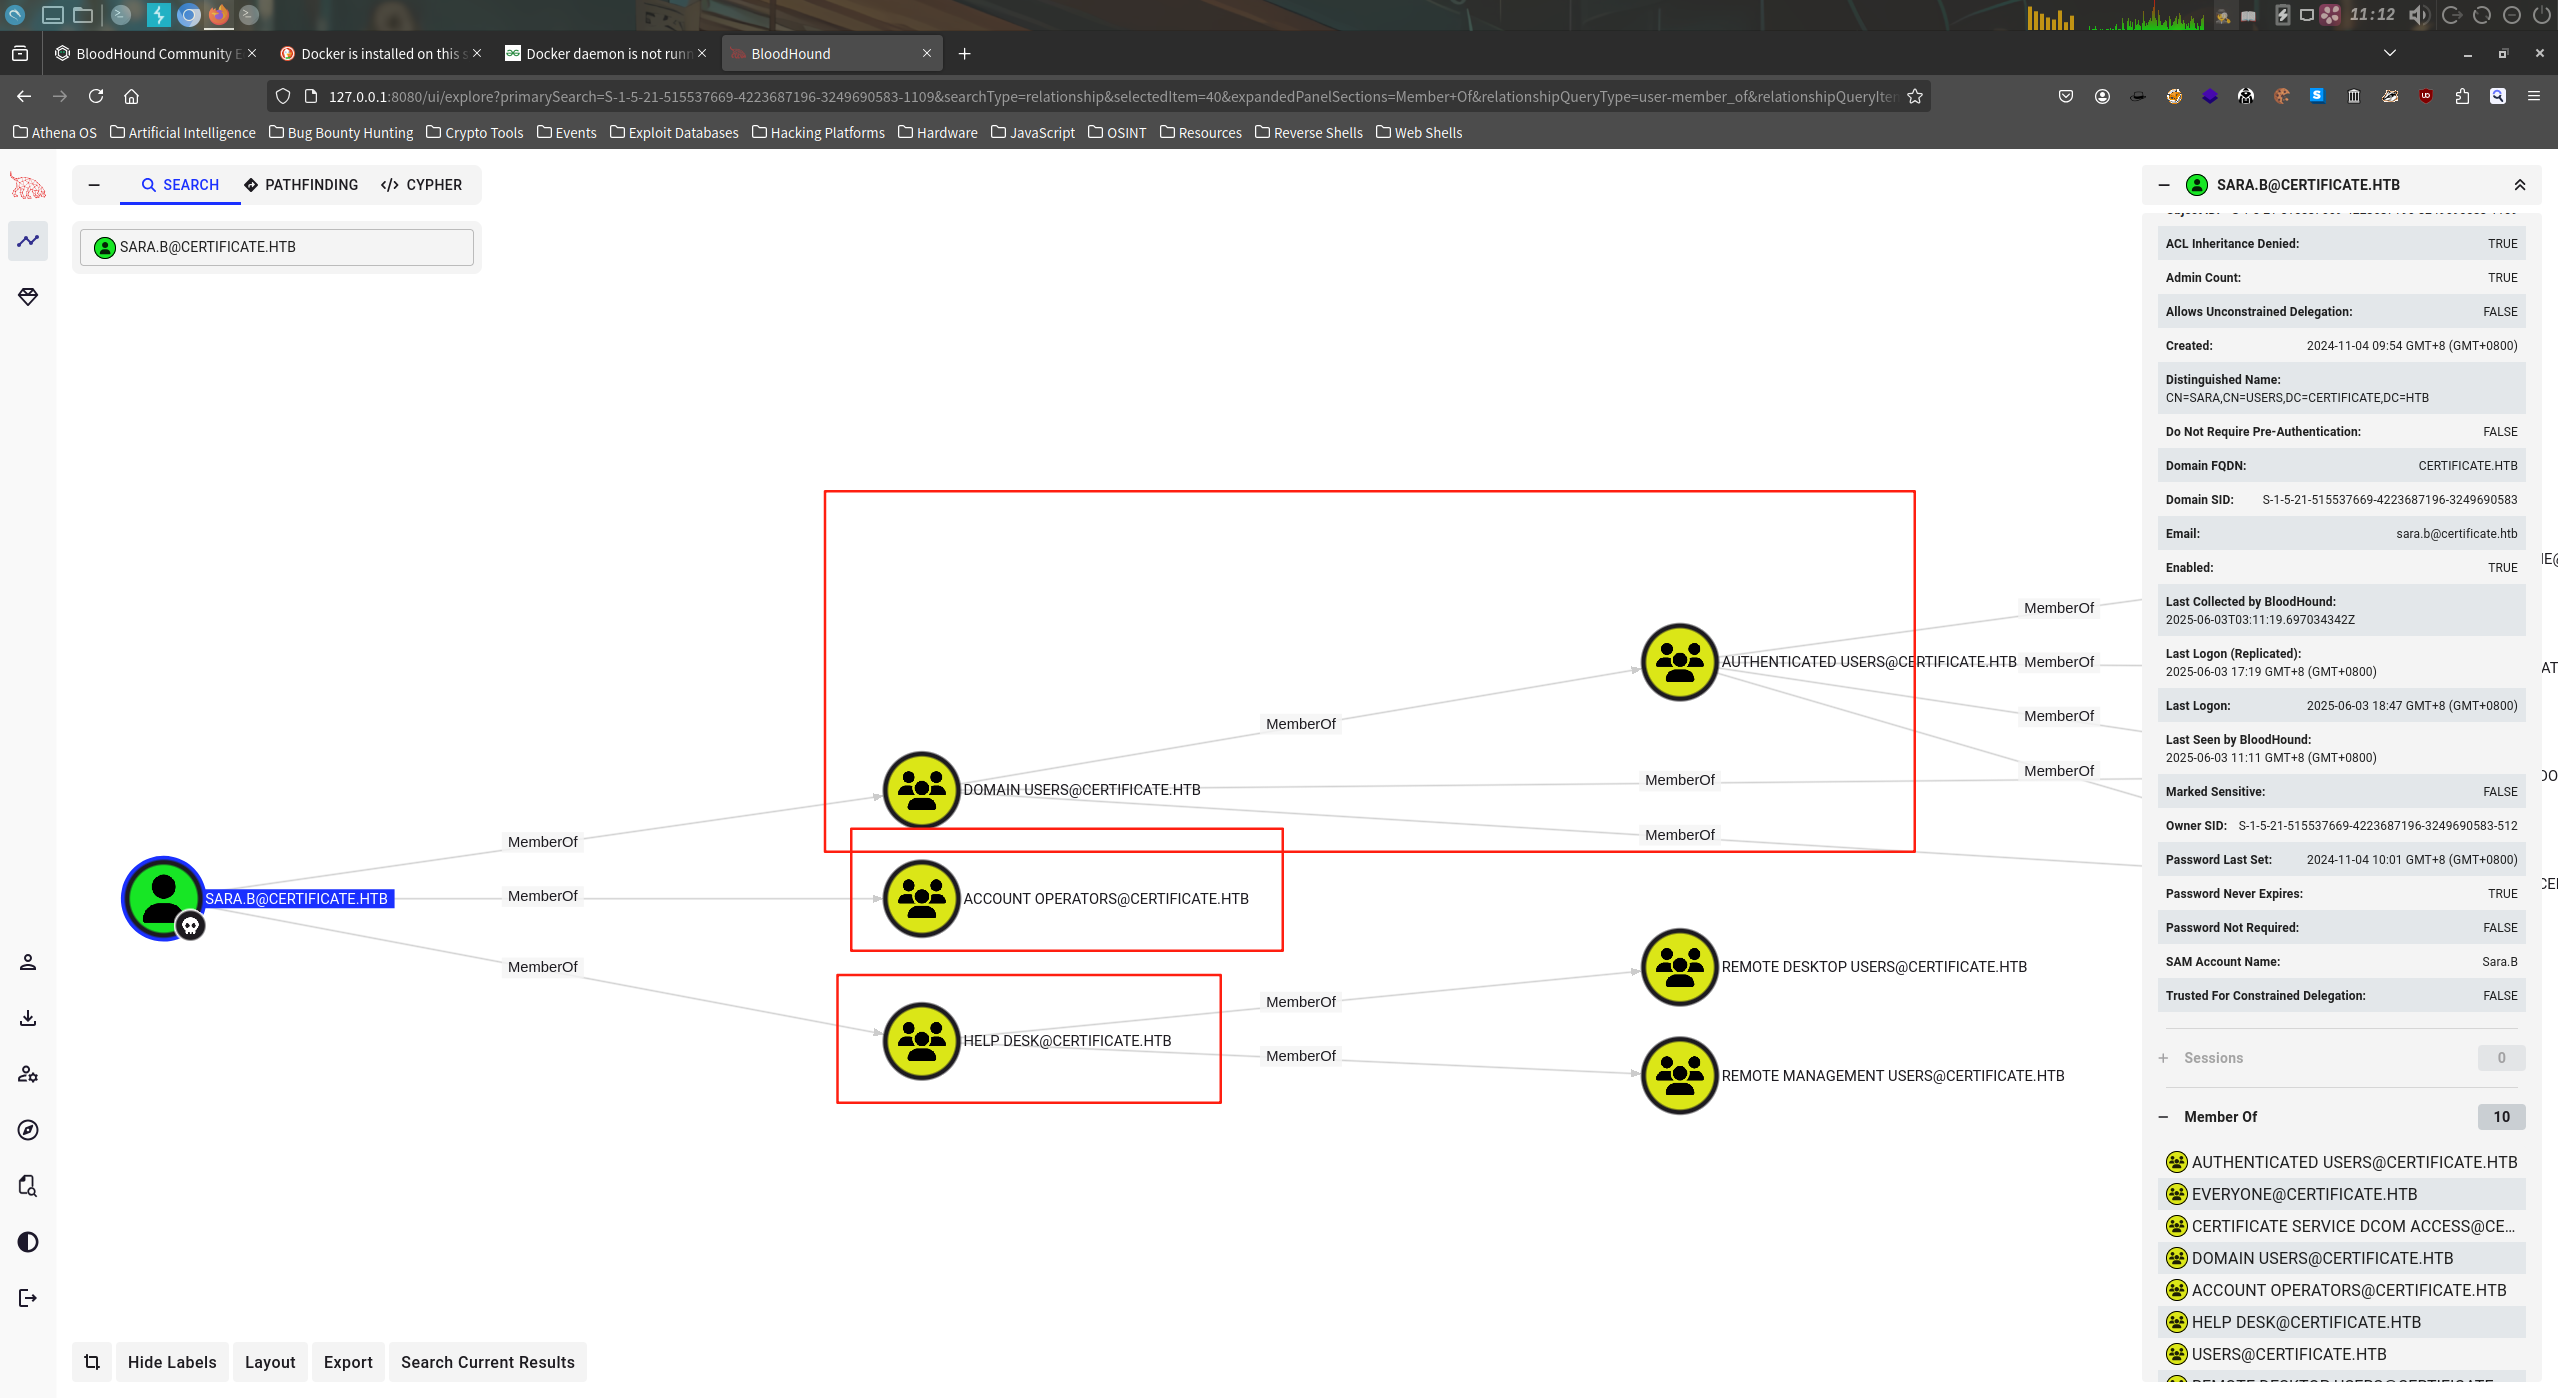 11:12
BloodHound Community E
Docker is installed on this s
Docker daemon is not runn
BloodHound
127.0.0.1:8080/ui/explore?primarySearch=S-1-5-21-515537669-4223687196-3249690583-1109&searchType=relationship&selectedItem=40&expandedPanelSections=Member+Of&relationshipQueryType=user-member_of&relationshipQueryIte
Athena OS
Artificial Intelligence
Bug Bounty Hunting
Crypto Tools
Events
Exploit Databases
Hacking Platforms
Hardware
JavaScript
OSINT
Resources
Reverse Shells
Web Shells
SEARCH
PATHFINDING
</> CYPHER
SARA.B@CERTIFICATE.HTB
MemberOf
AUTHENTICATED USERS@CERTIFICATE.HTB
MemberOf
MemberOf
MemberOf
MemberOf
DOMAIN USERS@CERTIFICATE.HTB
MemberOf
MemberOf
MemberOf
SARA.B@CERTIFICATE.HTB
MemberOf
ACCOUNT OPERATORS@CERTIFICATE.HTB
MemberOf
REMOTE DESKTOP USERS@CERTIFICATE.HTB
MemberOf
HELP DESK@CERTIFICATE.HTB
MemberOf
REMOTE MANAGEMENT USERS@CERTIFICATE.HTB
Hide Labels
Layout
Export
Search Current Results
SARA.B@CERTIFICATE.HTB
ACL Inheritance Denied: TRUE
Admin Count: TRUE
Allows Unconstrained Delegation: FALSE
Created: 2024-11-04 09:54 GMT+8 (GMT+0800)
Distinguished Name:
CN=SARA,CN=USERS,DC=CERTIFICATE,DC=HTB
Do Not Require Pre-Authentication: FALSE
Domain FQDN: CERTIFICATE.HTB
Domain SID: S-1-5-21-515537669-4223687196-3249690583
Email: sara.b@certificate.htb
Enabled: TRUE
Last Collected by BloodHound:
2025-06-03T03:11:19.697034342Z
Last Logon (Replicated):
2025-06-03 17:19 GMT+8 (GMT+0800)
Last Logon: 2025-06-03 18:47 GMT+8 (GMT+0800)
Last Seen by BloodHound:
2025-06-03 11:11 GMT+8 (GMT+0800)
Marked Sensitive: FALSE
Owner SID: S-1-5-21-515537669-4223687196-3249690583-512
Password Last Set: 2024-11-04 10:01 GMT+8 (GMT+0800)
Password Never Expires: TRUE
Password Not Required: FALSE
SAM Account Name: Sara.B
Trusted For Constrained Delegation: FALSE
Sessions 0
Member Of 10
AUTHENTICATED USERS@CERTIFICATE.HTB
EVERYONE@CERTIFICATE.HTB
CERTIFICATE SERVICE DCOM ACCESS@CE...
DOMAIN USERS@CERTIFICATE.HTB
ACCOUNT OPERATORS@CERTIFICATE.HTB
HELP DESK@CERTIFICATE.HTB
USERS@CERTIFICATE.HTB